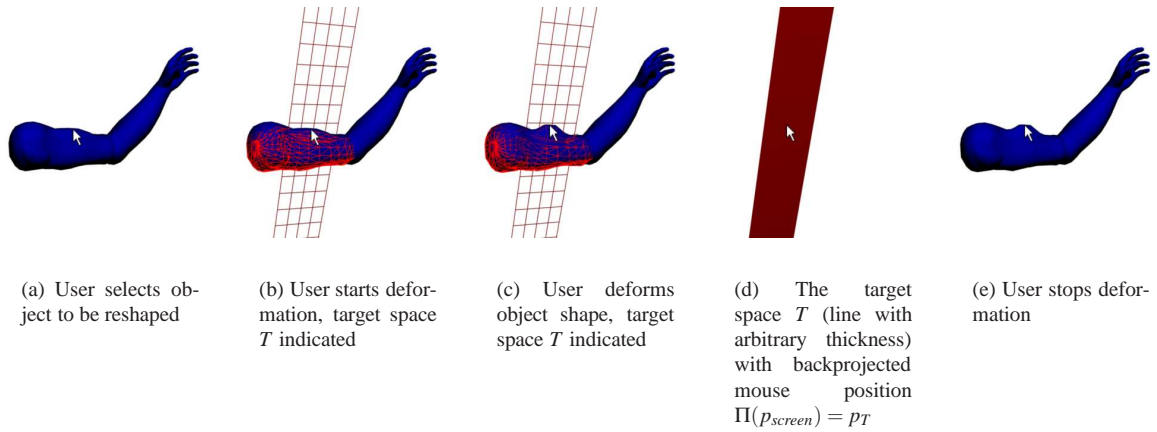 (a) User selects ob-
ject to be reshaped
(b) User starts defor-
mation, target space
T indicated
(c) User deforms
object shape, target
space T indicated
(d) The target
space T (line with
arbitrary thickness)
with backprojected
mouse position
Π(p_screen) = p_T
(e) User stops defor-
mation